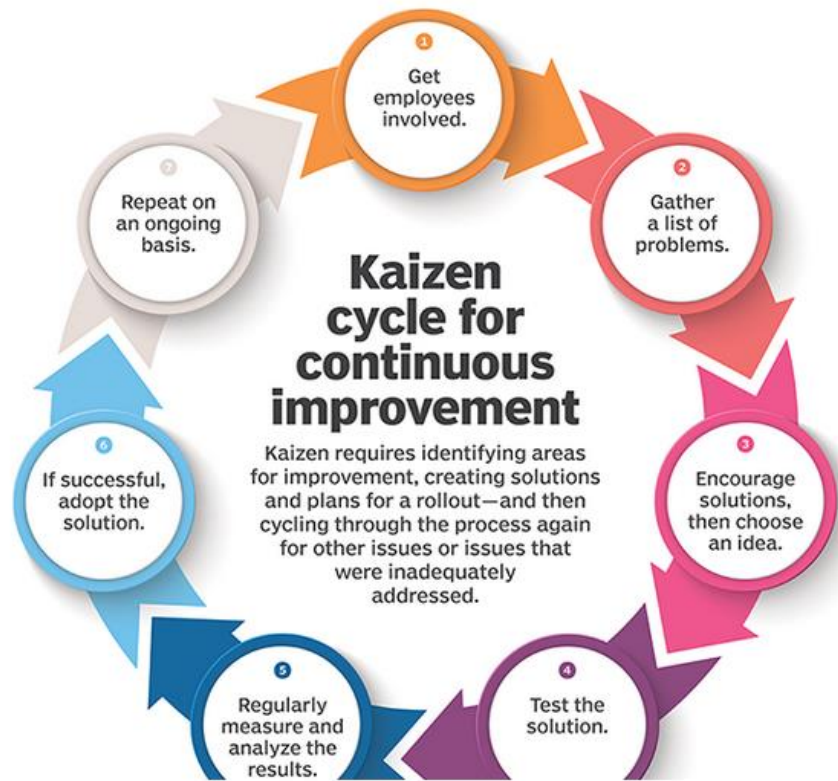 1
Get
employees
involved.
2
Gather
a list of
problems.
3
Encourage
solutions,
then choose
an idea.
4
Test the
solution.
5
Regularly
measure and
analyze the
results.
6
If successful,
adopt the
solution.
7
Repeat on
an ongoing
basis.
Kaizen
cycle for
continuous
improvement
Kaizen requires identifying areas
for improvement, creating solutions
and plans for a rollout—and then
cycling through the process again
for other issues or issues that
were inadequately
addressed.